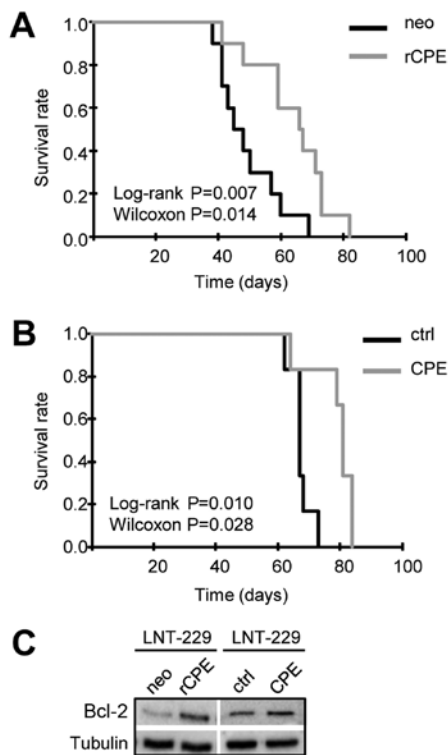 A
neo
rCPE
1.0
0.8
0.6
0.4
0.2
0.0
Survival rate
Log-rank P=0.007
Wilcoxon P=0.014
20 40 60 80 100
Time (days)
B
ctrl
CPE
1.0
0.8
0.6
0.4
0.2
0.0
Survival rate
Log-rank P=0.010
Wilcoxon P=0.028
20 40 60 80 100
Time (days)
C
LNT-229 LNT-229
neo rCPE ctrl CPE
Bcl-2
Tubulin